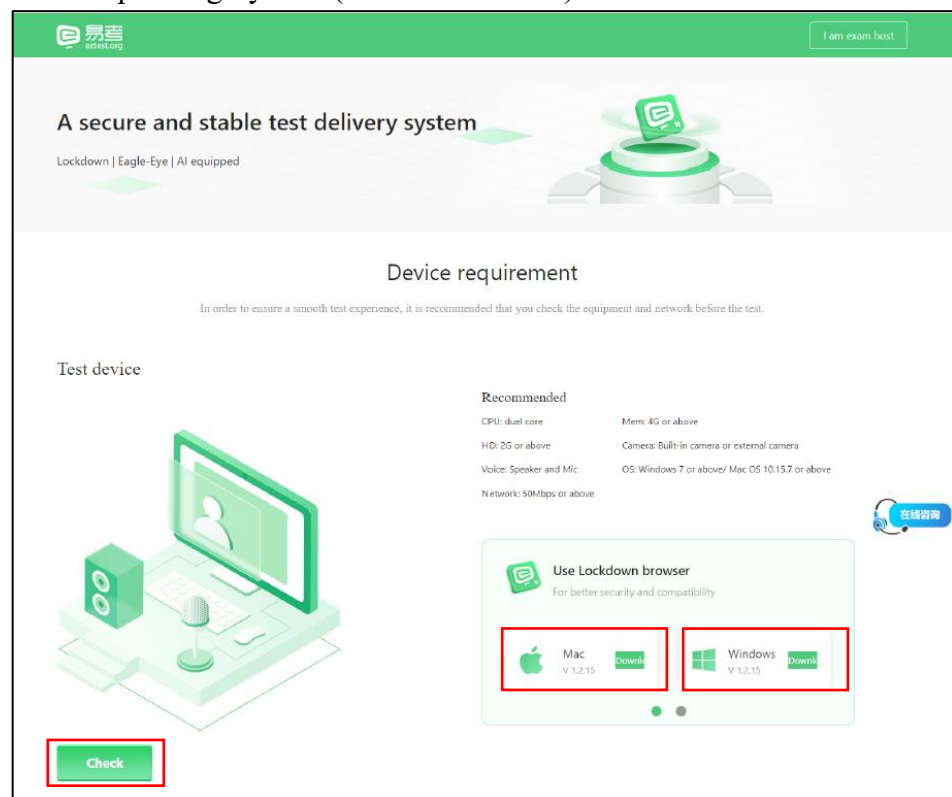 易考
eztest.org
I am exam host
A secure and stable test delivery system
Lockdown | Eagle-Eye | AI equipped
Device requirement
In order to ensure a smooth test experience, it is recommended that you check the equipment and network before the test.
Test device
Recommended
CPU: duel core
Mem: 4G or above
HD: 2G or above
Camera: Built-in camera or external camera
Voice: Speaker and Mic
OS: Windows 7 or above/ Mac OS 10.15.7 or above
Network: 50Mbps or above
在线咨询
Use Lockdown browser
For better security and compatibility
Mac
V 1.2.15
Downl
Windows
V 1.2.15
Downl
Check